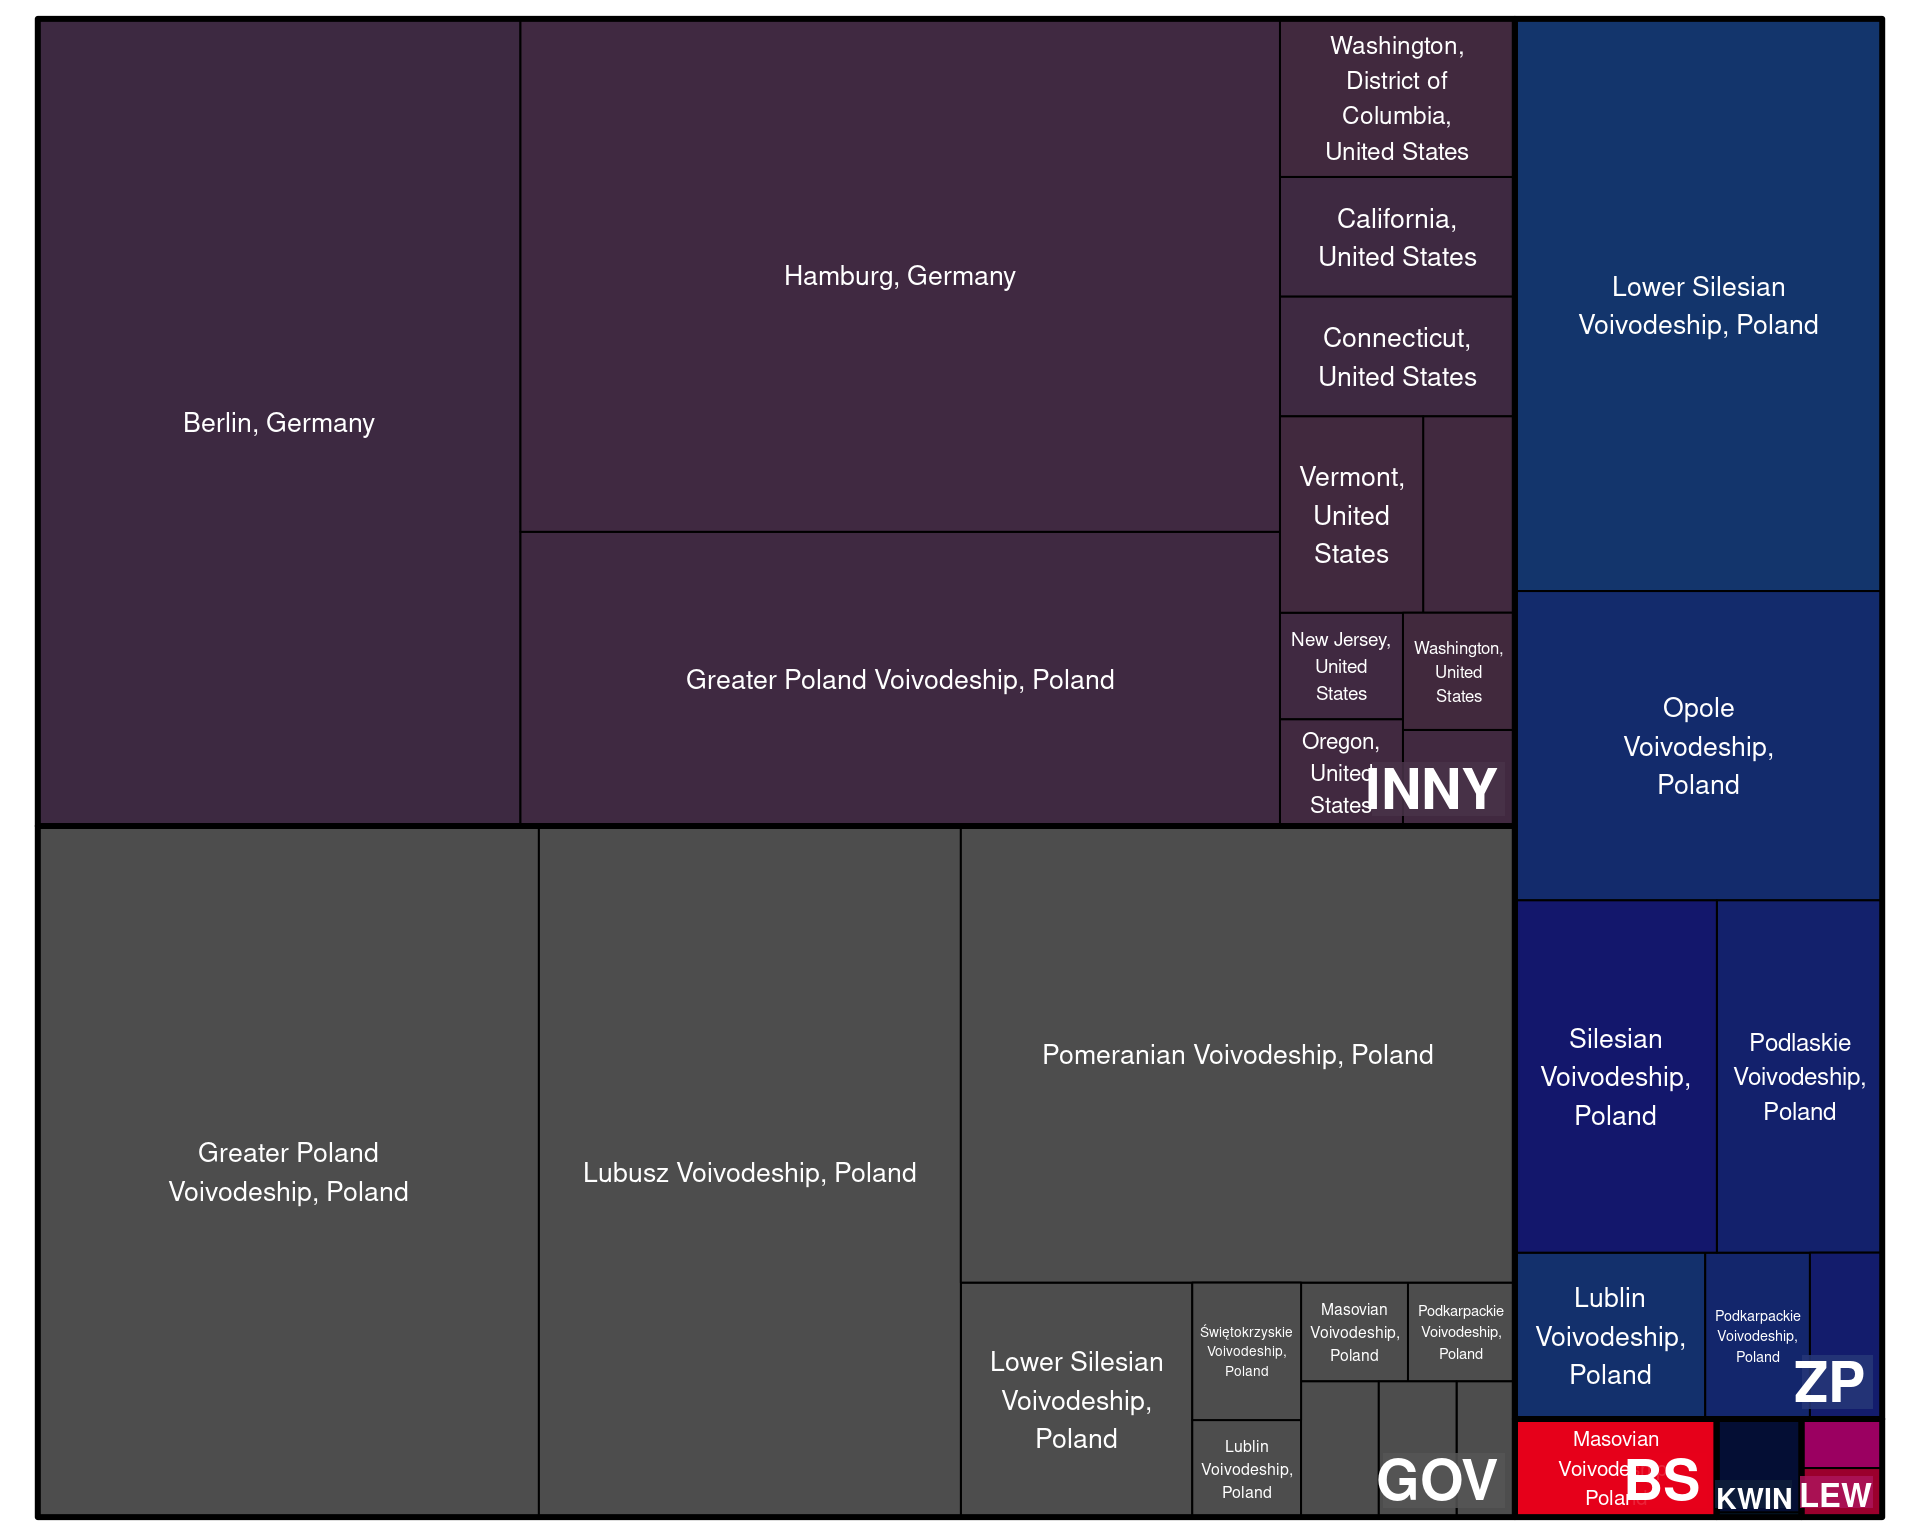 Berlin, Germany
Hamburg, Germany
Greater Poland Voivodeship, Poland
Washington,
District of
Columbia,
United States
California,
United States
Connecticut,
United States
Vermont,
United
States
New Jersey,
United
States
Washington,
United
States
Oregon,
United
States
INNY
Lower Silesian
Voivodeship, Poland
Opole
Voivodeship,
Poland
Silesian
Voivodeship,
Poland
Podlaskie
Voivodeship,
Poland
Lublin
Voivodeship,
Poland
Podkarpackie
Voivodeship,
Poland
ZP
Greater Poland
Voivodeship, Poland
Lubusz Voivodeship, Poland
Pomeranian Voivodeship, Poland
Lower Silesian
Voivodeship,
Poland
Świętokrzyskie
Voivodeship,
Poland
Lublin
Voivodeship,
Poland
Masovian
Voivodeship,
Poland
Podkarpackie
Voivodeship,
Poland
GOV
Masovian
Voivodeship,
Poland
BS
KWIN
LEW